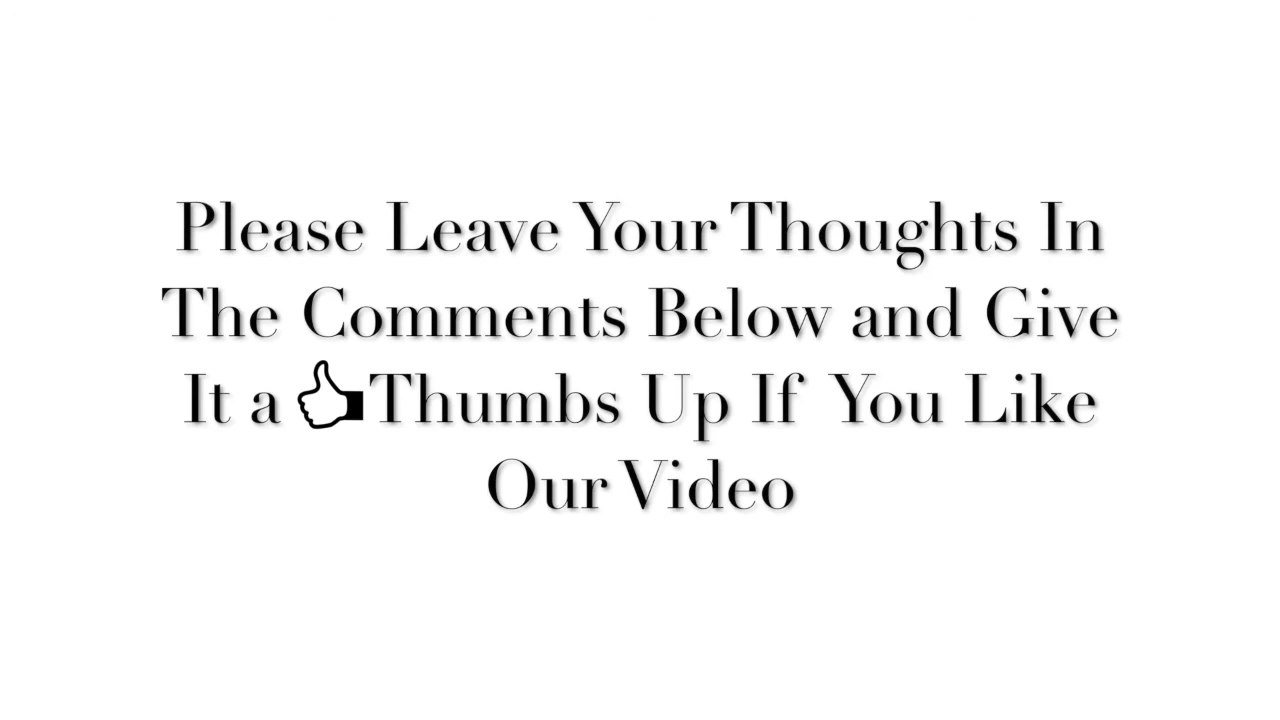 Please Leave Your Thoughts In
The Comments Below and Give
It a 👍Thumbs Up If You Like
Our Video